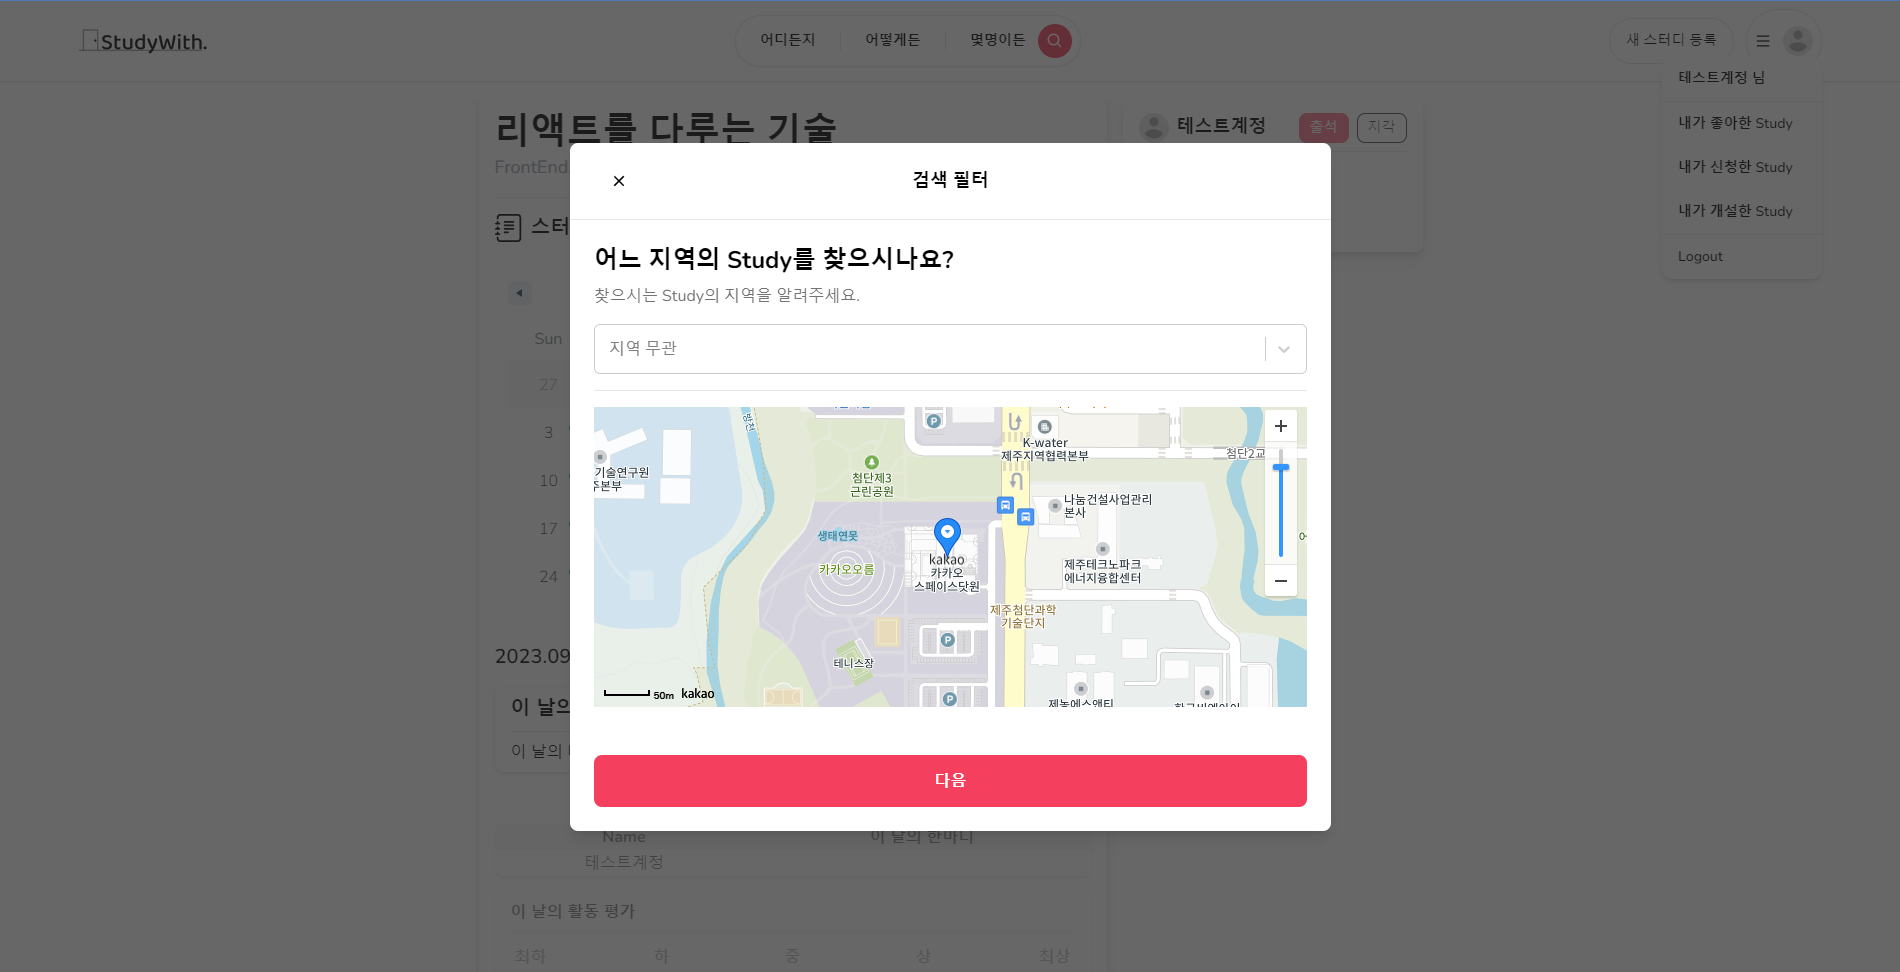 StudyWith.
어디든지
어떻게든
몇명이든
새 스터디 등록
테스트계정 님
내가 좋아한 Study
내가 신청한 Study
내가 개설한 Study
Logout
리액트를 다루는 기술
FrontEnd
테스트계정
출석
지각
스터
Sun
27
3
10
17
24
2023.09
이 날의
이 날의
검색 필터
어느 지역의 Study를 찾으시나요?
찾으시는 Study의 지역을 알려주세요.
지역 무관
방천
P
K-water
제주지역협력본부
첨단2교
기술연구원
주본부
첨단제3
근린공원
나눔건설사업관리
본사
생태연못
카카오오름
kakao
카카오
스페이스닷원
제주테크노파크
에너지융합센터
제주첨단과학
기술단지
P
테니스장
P
제농에스앤티
50m kakao
다음
Name
이 날의 한마디
테스트계정
이 날의 활동 평가
최하
하
중
상
최상